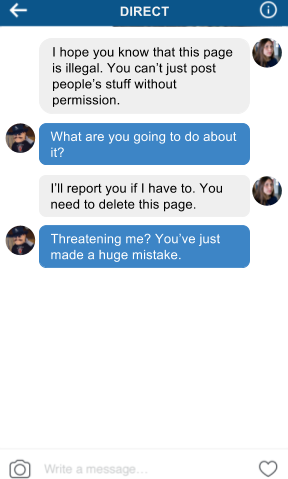 DIRECT
I hope you know that this page
is illegal. You can’t just post
people’s stuff without
permission.
What are you going to do about
it?
I’ll report you if I have to. You
need to delete this page.
Threatening me? You’ve just
made a huge mistake.
Write a message...